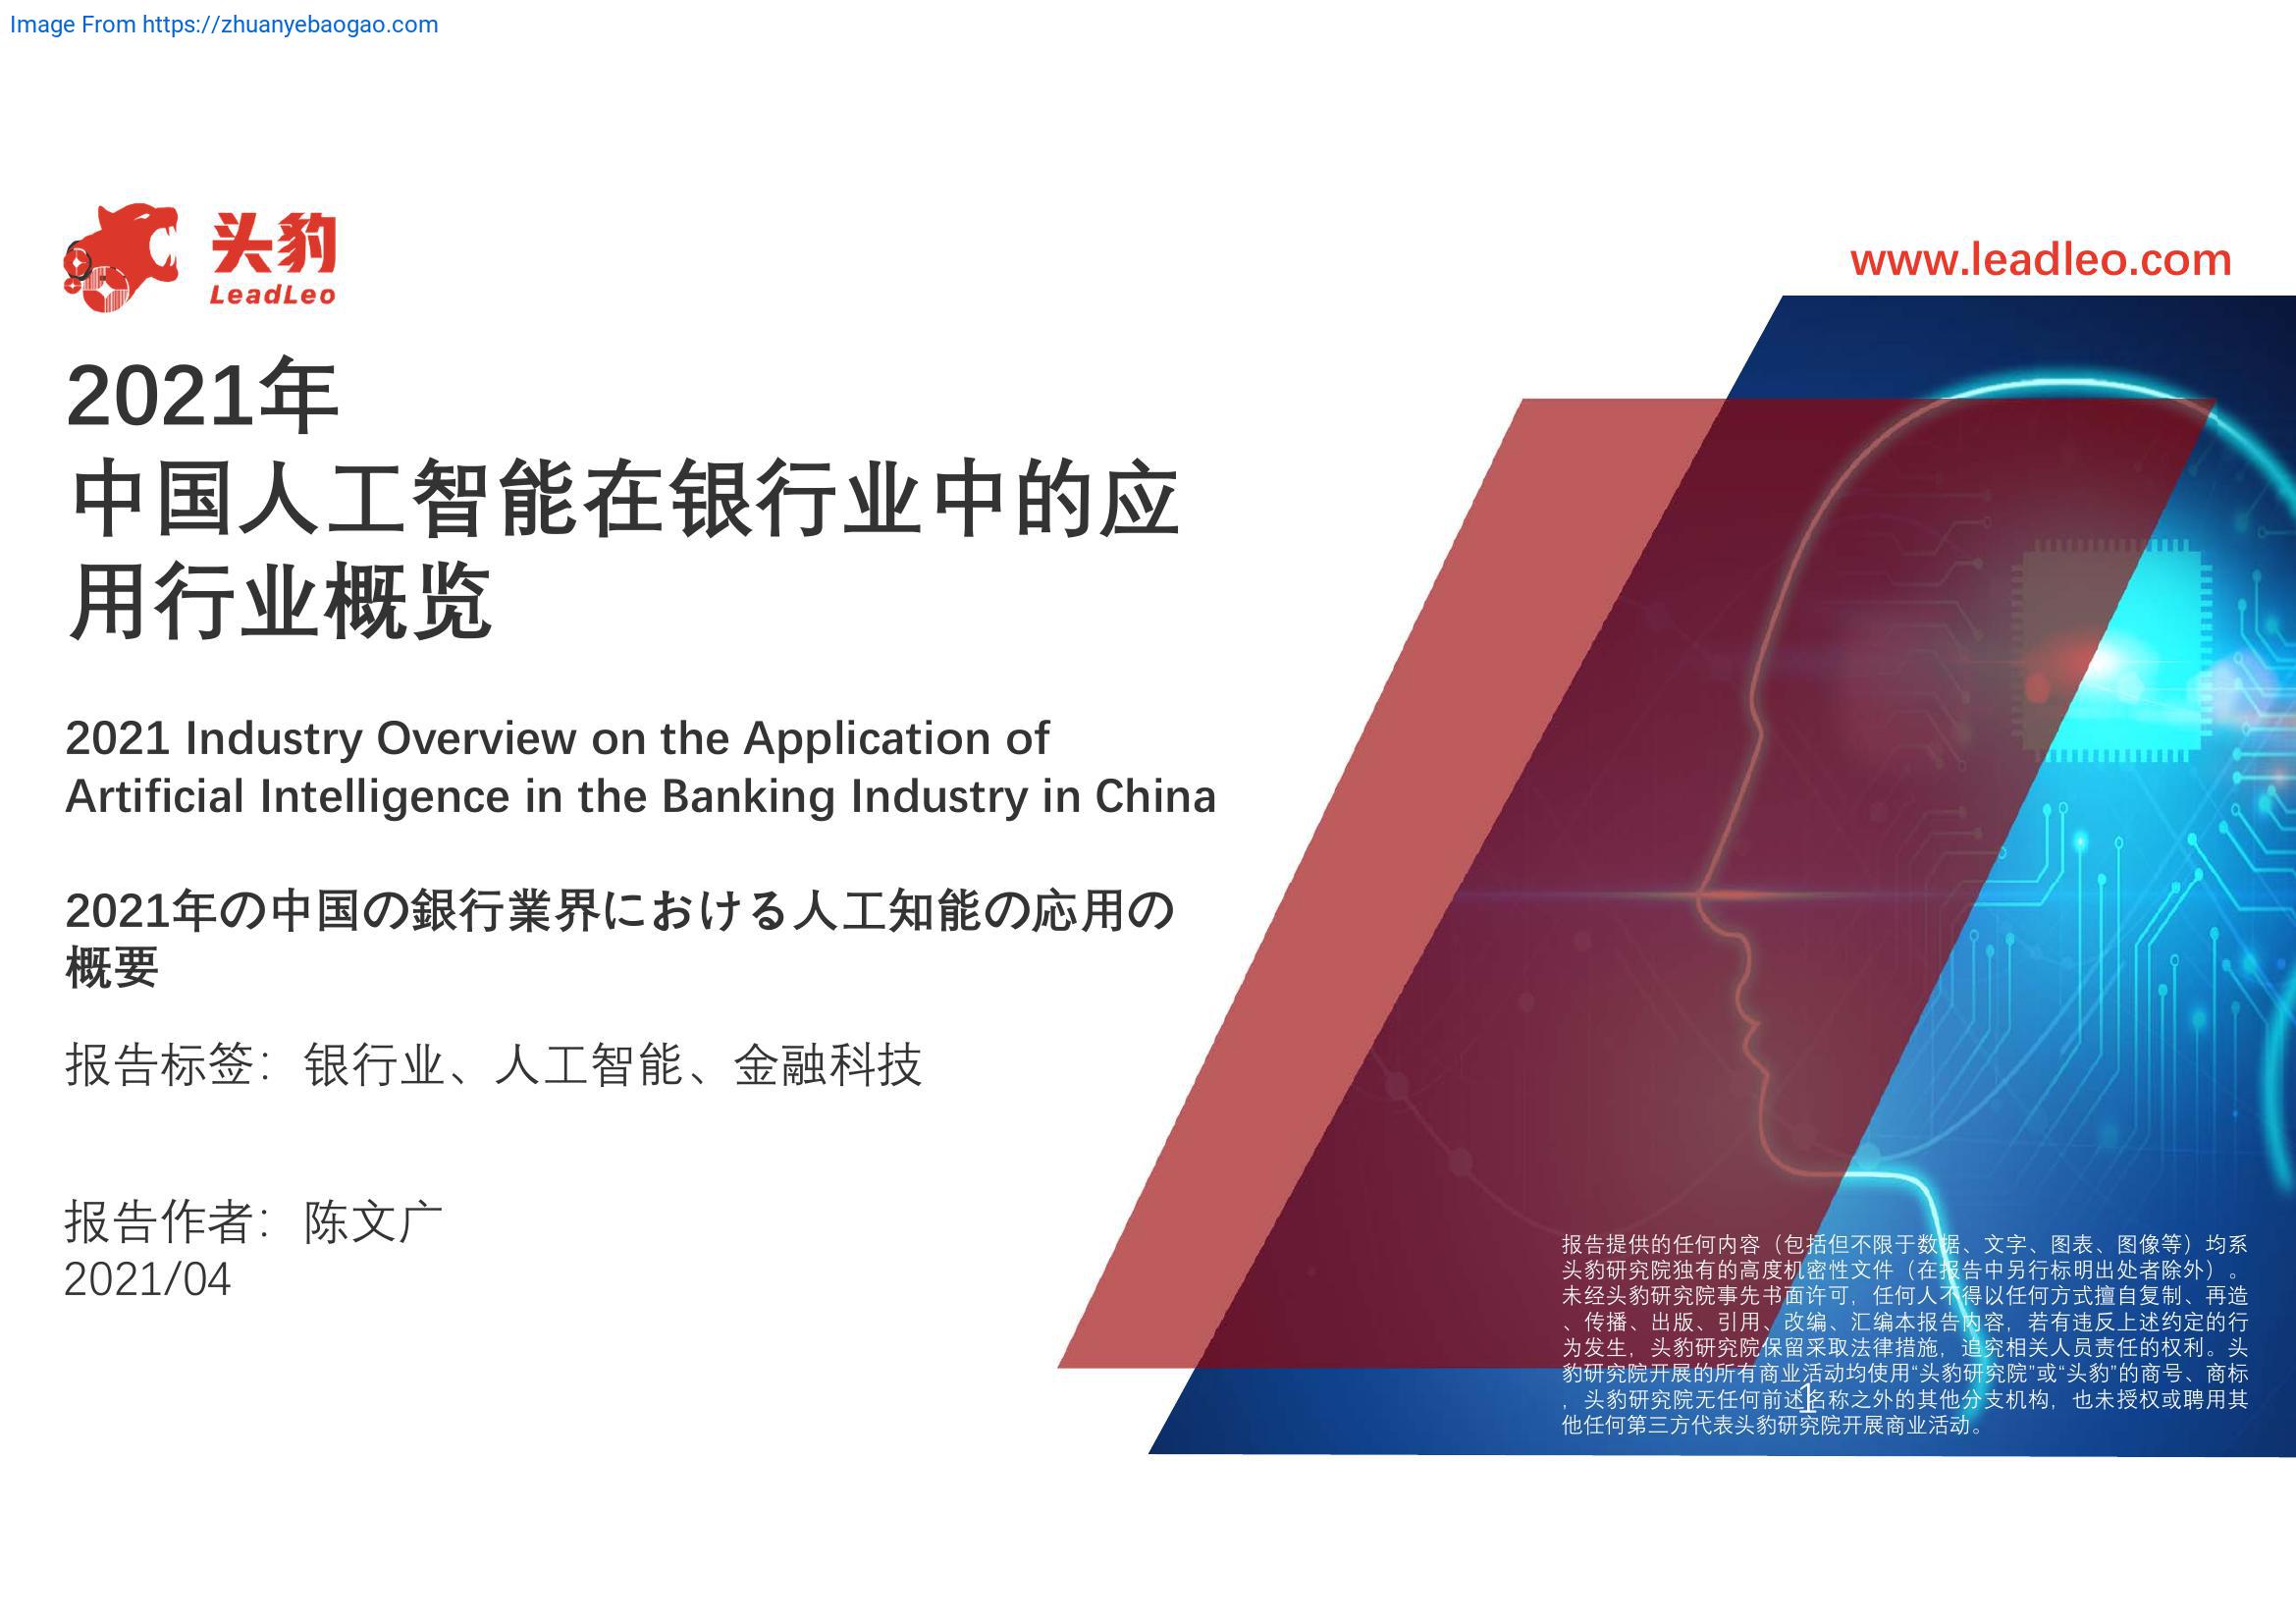 Image From https://zhuanyebaogao.com
头豹
LeadLeo
www.leadleo.com
2021年
中国人工智能在银行业中的应
用行业概览
2021 Industry Overview on the Application of
Artificial Intelligence in the Banking Industry in China
2021年の中国の銀行業界における人工知能の応用の
概要
报告标签：银行业、人工智能、金融科技
报告作者：陈文广
2021/04
报告提供的任何内容（包括但不限于数据、文字、图表、图像等）均系
头豹研究院独有的高度机密性文件（在报告中另行标明出处者除外）。
未经头豹研究院事先书面许可，任何人不得以任何方式擅自复制、再造
、传播、出版、引用、改编、汇编本报告内容，若有违反上述约定的行
为发生，头豹研究院保留采取法律措施，追究相关人员责任的权利。头
豹研究院开展的所有商业活动均使用“头豹研究院”或“头豹”的商号、商标
，头豹研究院无任何前述名称之外的其他分支机构，也未授权或聘用其
他任何第三方代表头豹研究院开展商业活动。
1